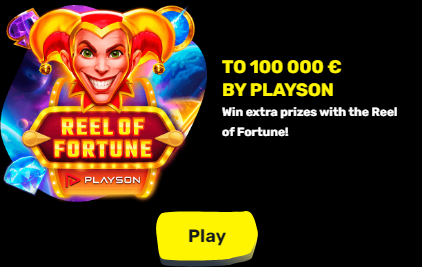 REEL OF
FORTUNE
PLAYSON
TO 100 000 €
BY PLAYSON
Win extra prizes with the Reel
of Fortune!
Play